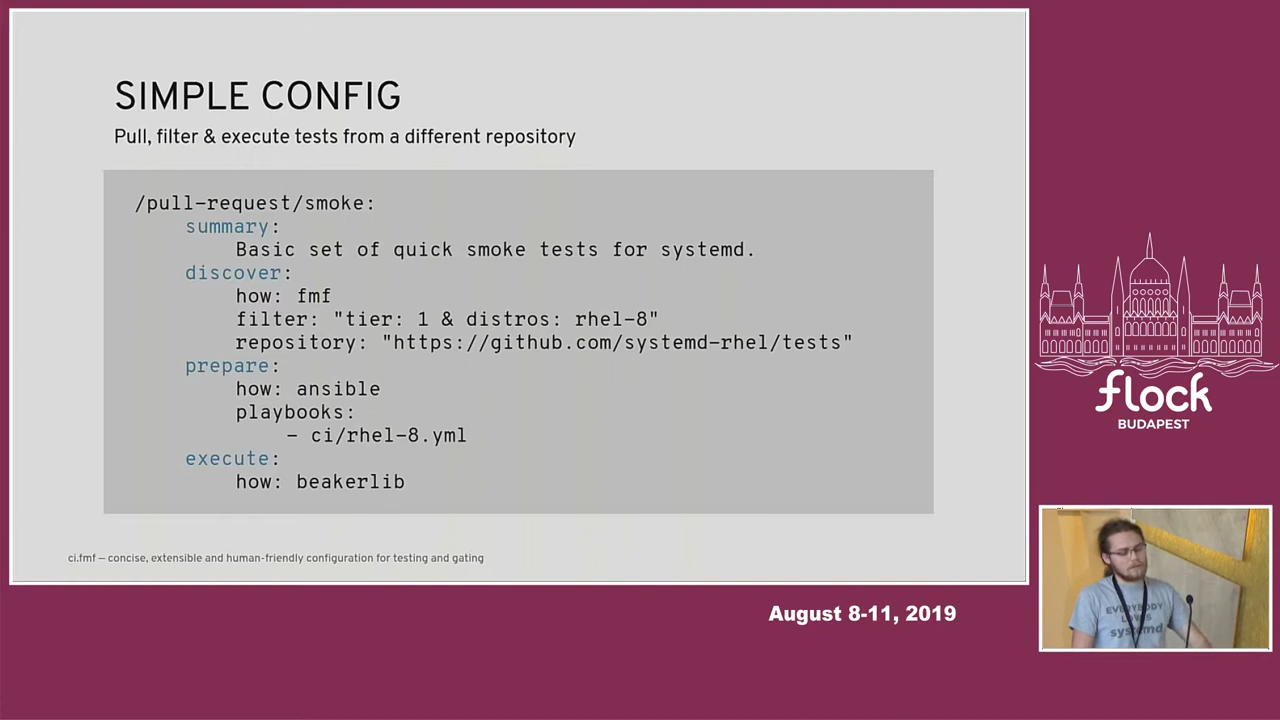 SIMPLE CONFIG
Pull, filter & execute tests from a different repository
/pull-request/smoke:
summary:
Basic set of quick smoke tests for systemd.
discover:
how: fmf
filter: "tier: 1 & distros: rhel-8"
repository: "https://github.com/systemd-rhel/tests"
prepare:
how: ansible
playbooks:
- ci/rhel-8.yml
execute:
how: beakerlib
ci.fmf – concise, extensible and human-friendly configuration for testing and gating
flock
BUDAPEST
August 8-11, 2019
EVERYBODY
LOVES
systemd